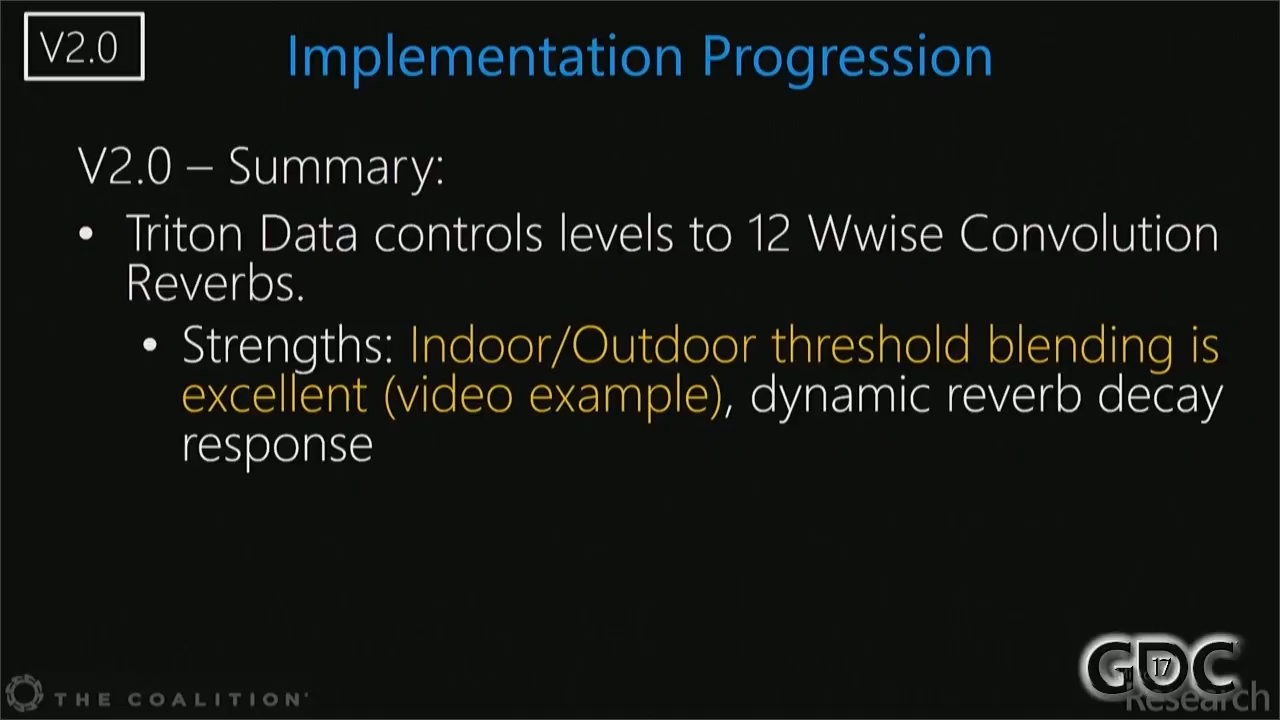 V2.0
Implementation Progression
V2.0 – Summary:
• Triton Data controls levels to 12 Wwise Convolution
Reverbs.
• Strengths: Indoor/Outdoor threshold blending is
excellent (video example), dynamic reverb decay
response
THE COALITION
GDC
17
Research